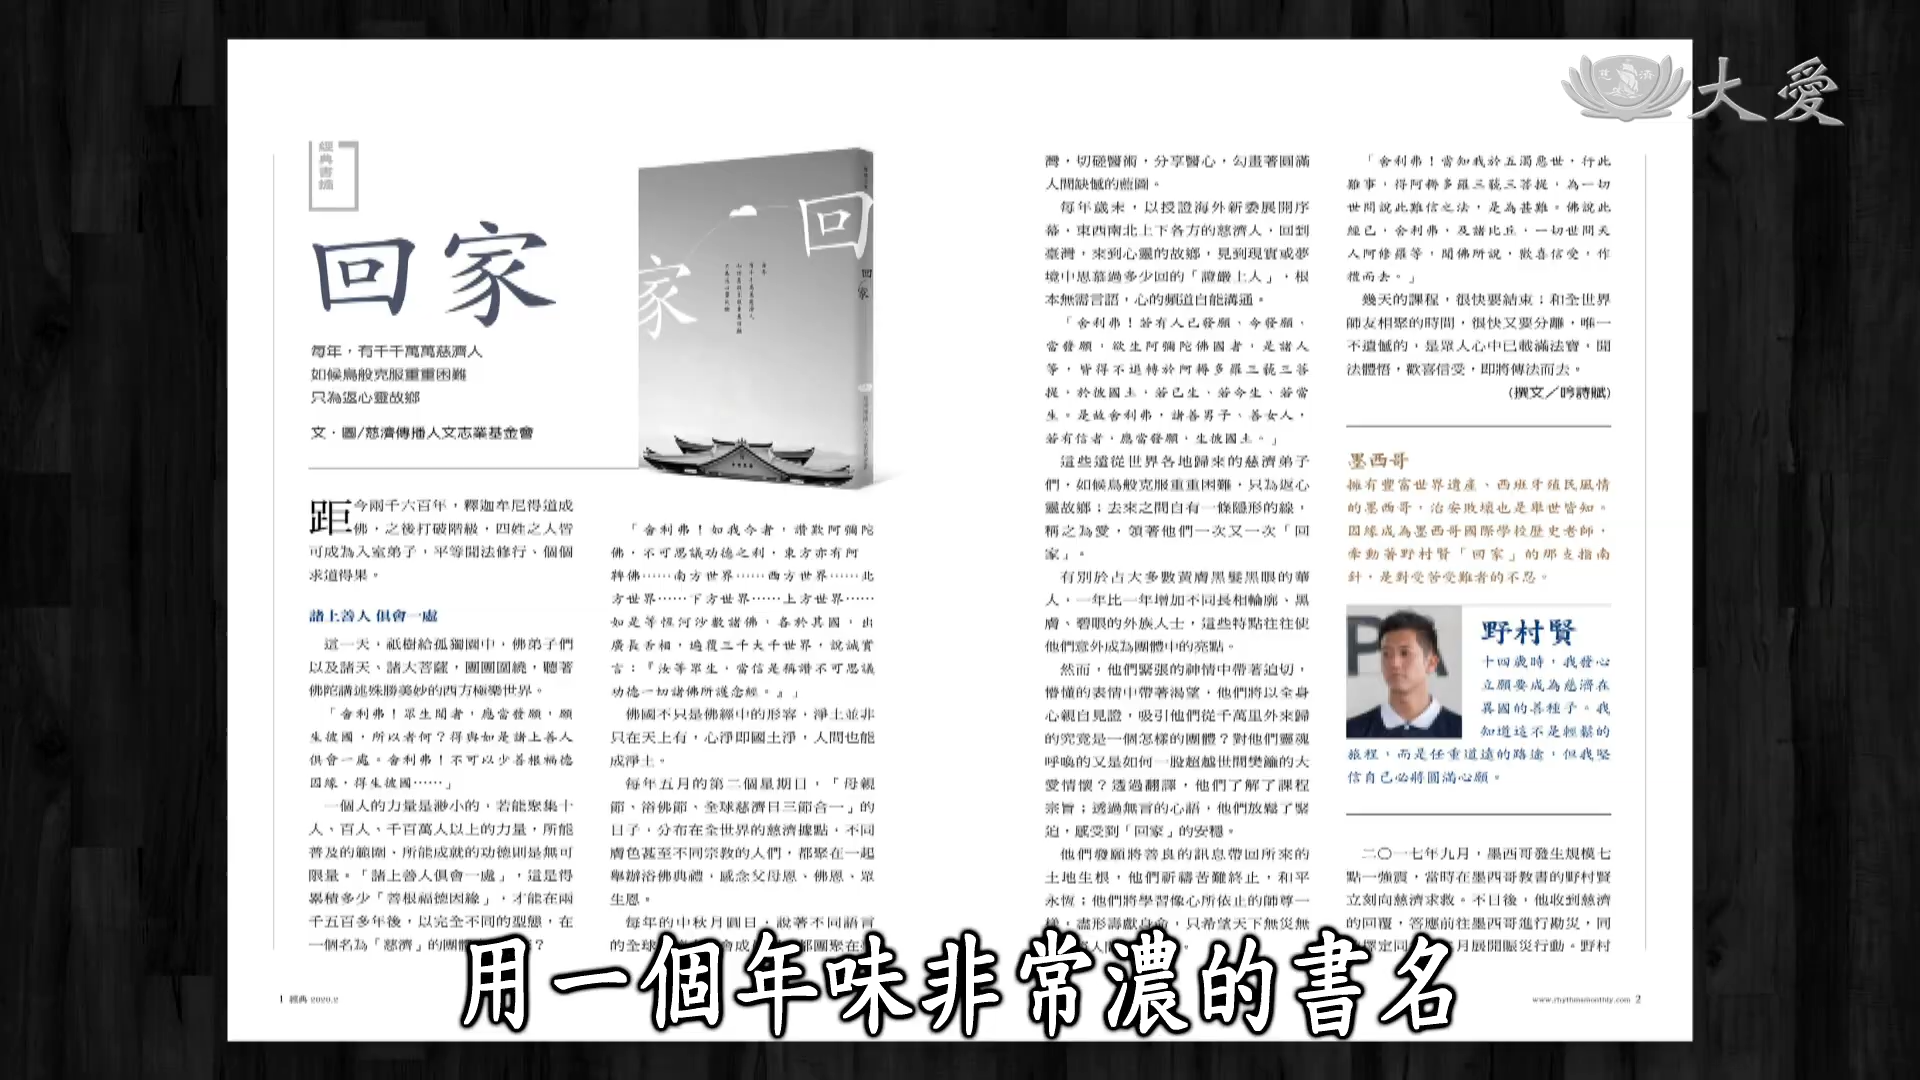 大愛
經典書摘
回家
每年，有千千萬萬慈濟人
如候鳥般克服重重困難
只為返心靈故鄉
文．圖/慈濟傳播人文志業基金會
回家
距今兩千六百年，釋迦牟尼得道成
佛，之後打破階級，四姓之人皆
可成為入室弟子，平等聞法修行、個個
求道得果。
諸上善人 俱會一處
這一天，祇樹給孤獨園中，佛弟子們
以及諸天、諸大菩薩，團團圍繞，聽著
佛陀講述殊勝美妙的西方極樂世界。
「舍利弗！眾生聞者，應當發願，願
生彼國，所以者何？得與如是諸上善人
俱會一處。舍利弗！不可以少善根福德
因緣，得生彼國……」
一個人的力量是渺小的，若能聚集十
人、百人、千百萬人以上的力量，所能
普及的範圍、所能成就的功德則是無可
限量。「諸上善人俱會一處」，這是得
累積多少「善根福德因緣」，才能在兩
千五百多年後，以完全不同的型態，在
一個名為「慈濟」的團體
「舍利弗！如我今者，讚歎阿彌陀
佛，不可思議功德之利，東方亦有阿
鞞佛……南方世界……西方世界……北
方世界……下方世界……上方世界……
如是等恆河沙數諸佛，各於其國，出
廣長舌相，遍覆三千大千世界，說誠實
言：『汝等眾生，當信是稱讚不可思議
功德一切諸佛所護念經。』」
佛國不只是佛經中的形容，淨土並非
只在天上有，心淨即國土淨，人間也能
成淨土。
每年五月的第二個星期日，「母親
節、浴佛節、全球慈濟日三節合一」的
日子，分布在全世界的慈濟據點，不同
膚色甚至不同宗教的人們，都聚在一起
舉辦浴佛典禮，感念父母恩、佛恩、眾
生恩。
每年的中秋月圓日，說著不同語言
的全球
灣，切磋醫術，分享醫心，勾畫著圓滿
人間缺憾的藍圖。
每年歲末，以授證海外新委展開序
幕，東西南北上下各方的慈濟人，回到
臺灣，來到心靈的故鄉，見到現實或夢
境中思慕過多少回的「證嚴上人」，根
本無需言語，心的頻道自能溝通。
「舍利弗！若有人已發願、今發願、
當發願，欲生阿彌陀佛國者，是諸人
等，皆得不退轉於阿耨多羅三藐三菩
提，於彼國土，若已生、若今生、若當
生。是故舍利弗，諸善男子、善女人，
若有信者，應當發願，生彼國土。」
這些遠從世界各地歸來的慈濟弟子
們，如候鳥般克服重重困難，只為返心
靈故鄉；去來之間自有一條隱形的線，
稱之為愛，領著他們一次又一次「回
家」。
有別於占大多數黃膚黑髮黑眼的華
人，一年比一年增加不同長相輪廓、黑
膚、碧眼的外族人士，這些特點往往使
他們意外成為團體中的亮點。
然而，他們緊張的神情中帶著迫切，
懵懂的表情中帶著渴望，他們將以全身
心親自見證，吸引他們從千萬里外來歸
的究竟是一個怎樣的團體？對他們靈魂
呼喚的又是如何一股超越世間樊籬的大
愛情懷？透過翻譯，他們了解了課程
宗旨；透過無言的心語，他們放鬆了緊
迫，感受到「回家」的安穩。
他們發願將善良的訊息帶回所來的
土地生根，他們祈禱苦難終止，和平
永恆；他們將學習像心所依止的師尊一
樣，盡形壽獻身命，只希望天下無災無
「舍利弗！當知我於五濁惡世，行此
難事，得阿耨多羅三藐三菩提，為一切
世間說此難信之法，是為甚難。佛說此
經已，舍利弗，及諸比丘，一切世間天
人阿修羅等，聞佛所說，歡喜信受，作
禮而去。」
幾天的課程，很快要結束；和全世界
師友相聚的時間，很快又要分離，唯一
不遺憾的，是眾人心中已載滿法寶，聞
法體悟，歡喜信受，即將傳法而去。
(撰文／吟詩賦)
墨西哥
擁有豐富世界遺產、西班牙殖民風情
的墨西哥，治安敗壞也是舉世皆知。
因緣成為墨西哥國際學校歷史老師，
牽動著野村賢「回家」的那支指南
針，是對受苦受難者的不忍。
野村賢
十四歲時，我發心
立願要成為慈濟在
異國的善種子。我
知道這不是輕鬆的
旅程，而是任重道遠的路途，但我堅
信自己必將圓滿心願。
二〇一七年九月，墨西哥發生規模七
點一強震，當時在墨西哥教書的野村賢
立刻向慈濟求救。不日後，他收到慈濟
的回覆，答應前往墨西哥進行勘災，同
月展開賑災行動。野村
1 經典 2020.2
www.rhythmsmonthly.com 2
用一個年味非常濃的書名